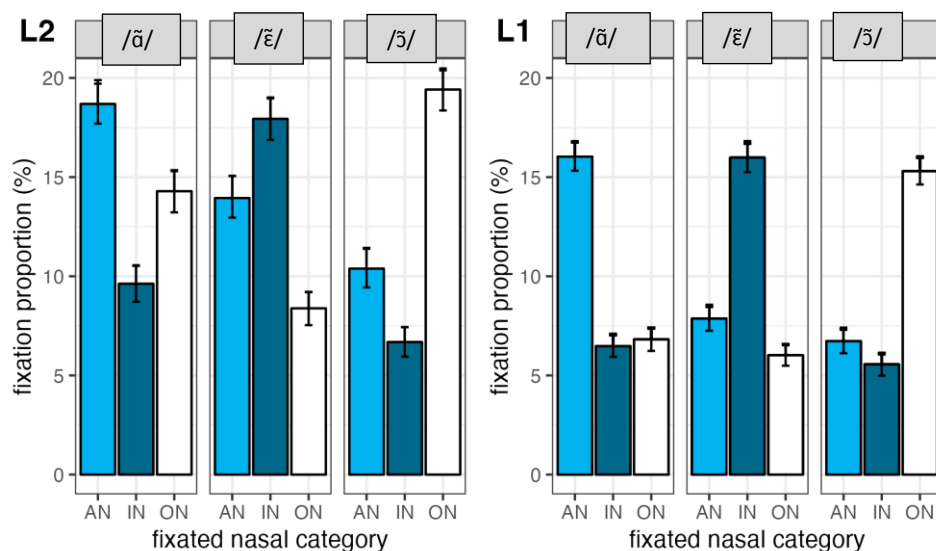 L2
/ɑ̃/ /ɛ̃/ /ɔ̃/
fixation proportion (%)
20
15
10
5
0
AN IN ON AN IN ON AN IN ON
fixated nasal category
L1
/ɑ̃/ /ɛ̃/ /ɔ̃/
fixation proportion (%)
20
15
10
5
0
AN IN ON AN IN ON AN IN ON
fixated nasal category